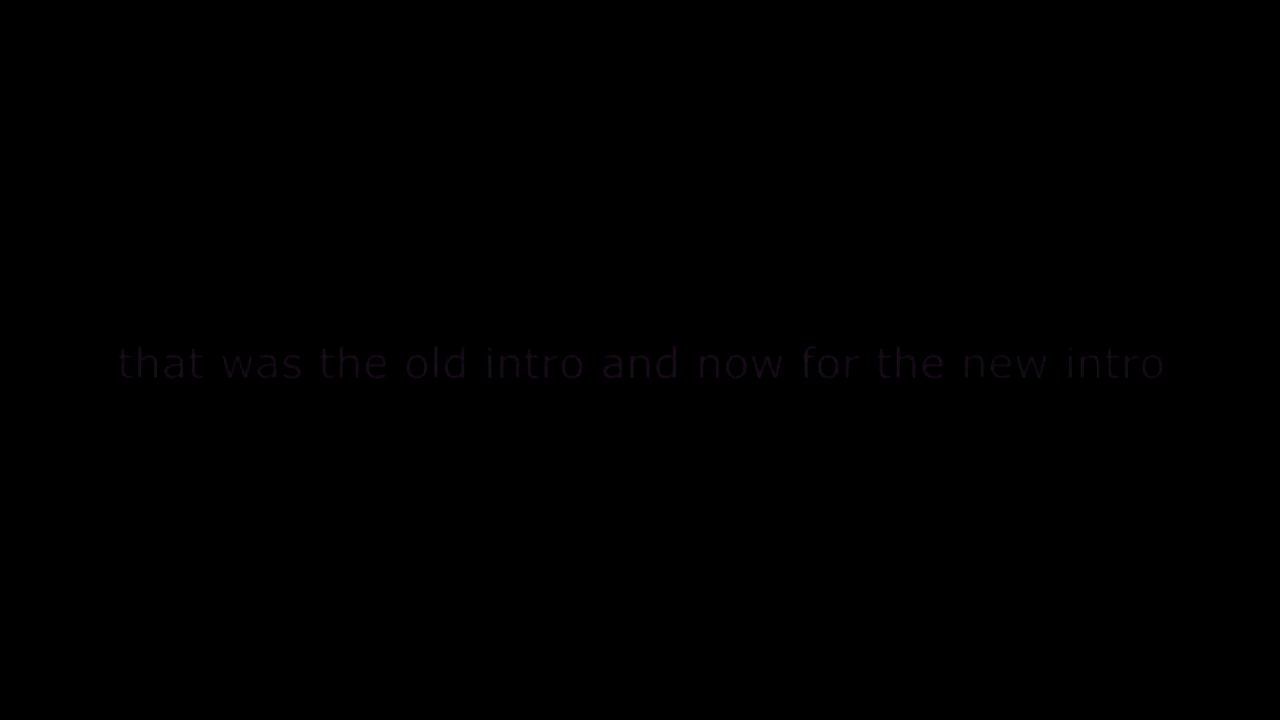 that was the old intro and now for the new intro